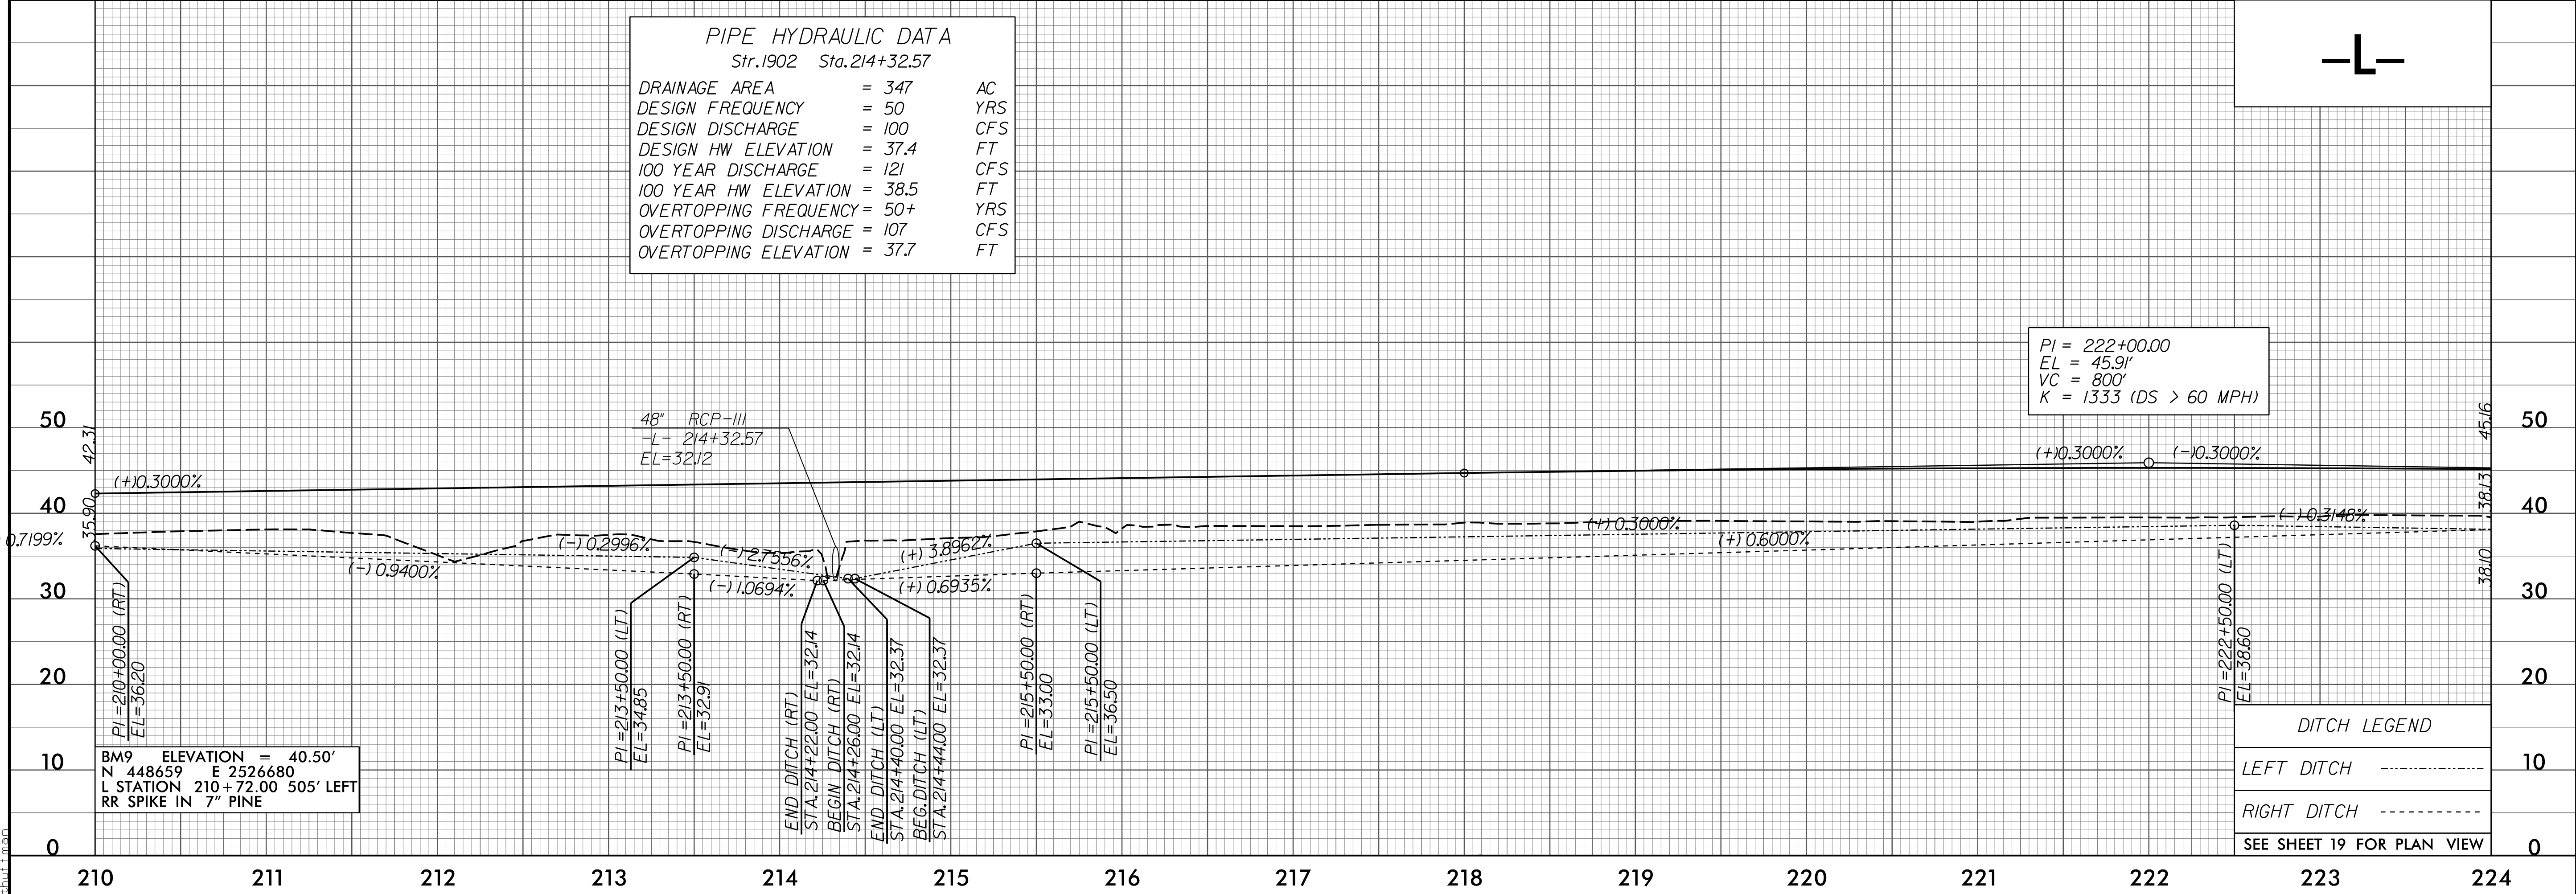 PIPE HYDRAULIC DATA
Str.1902 Sta.214+32.57
DRAINAGE AREA = 347 AC
DESIGN FREQUENCY = 50 YRS
DESIGN DISCHARGE = 100 CFS
DESIGN HW ELEVATION = 37.4 FT
100 YEAR DISCHARGE = 121 CFS
100 YEAR HW ELEVATION = 38.5 FT
OVERTOPPING FREQUENCY = 50+ YRS
OVERTOPPING DISCHARGE = 107 CFS
OVERTOPPING ELEVATION = 37.7 FT
-L-
PI = 222+00.00
EL = 45.91'
VC = 800'
K = 1333 (DS > 60 MPH)
48" RCP-III
-L- 214+32.57
EL=32.12
50
40
30
20
10
0
50
40
30
20
10
0
42.31
35.90
45.16
38.13
38.10
(+)0.3000%
(+)0.3000%
(-)0.3000%
0.7199%
(-)0.9400%
(-)0.2996%
(-)2.7556%
(-)1.0694%
(+)3.8962%
(+)0.6935%
(+)0.3000%
(+)0.6000%
(-)0.3148%
PI=210+00.00 (RT)
EL=36.20
PI=213+50.00 (LT)
EL=34.85
PI=213+50.00 (RT)
EL=32.91
END DITCH (RT)
STA.214+22.00 EL=32.14
BEGIN DITCH (RT)
STA.214+26.00 EL=32.14
END DITCH (LT)
STA.214+40.00 EL=32.37
BEG.DITCH (LT)
STA.214+44.00 EL=32.37
PI=215+50.00 (RT)
EL=33.00
PI=215+50.00 (LT)
EL=36.50
PI=222+50.00 (LT)
EL=38.60
BM9 ELEVATION = 40.50'
N 448659 E 2526680
L STATION 210+72.00 505' LEFT
RR SPIKE IN 7" PINE
DITCH LEGEND
LEFT DITCH
RIGHT DITCH
SEE SHEET 19 FOR PLAN VIEW
210 211 212 213 214 215 216 217 218 219 220 221 222 223 224